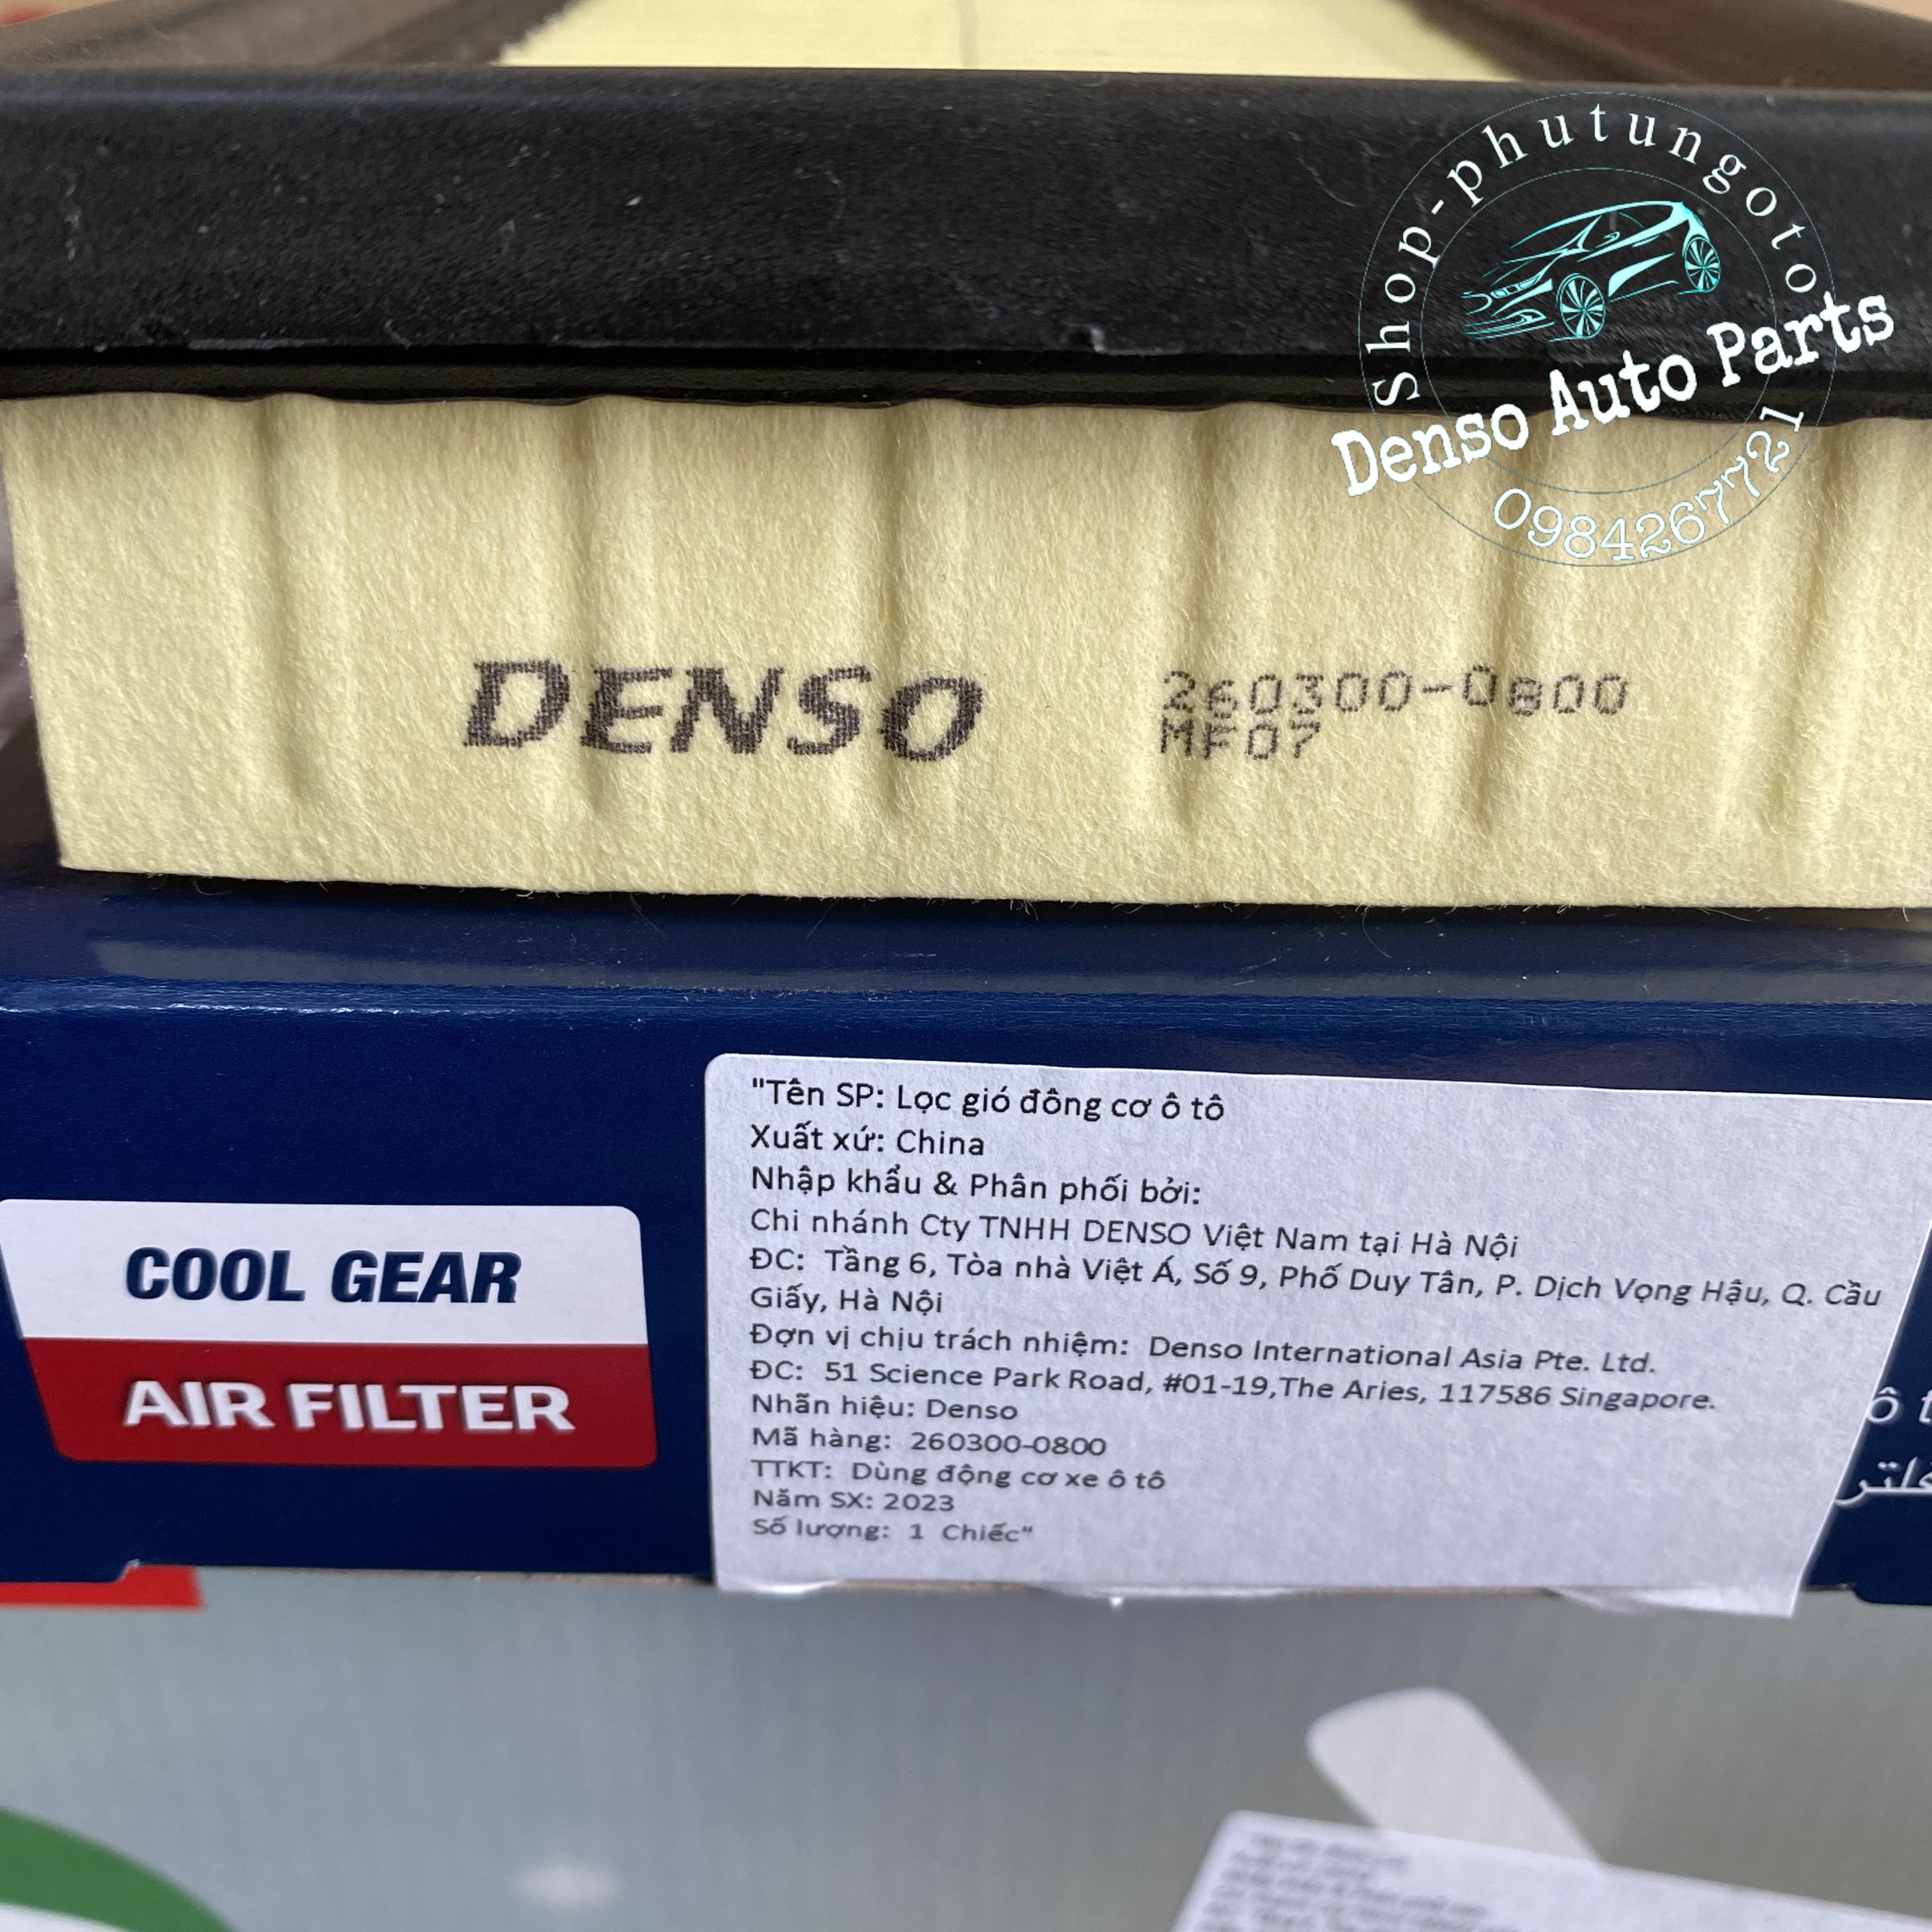 Shop-phutungoto
Denso Auto Parts
0984267721
DENSO
260300-0800
MF07
"Tên SP: Lọc gió đông cơ ô tô
Xuất xứ: China
Nhập khẩu & Phân phối bởi:
Chi nhánh Cty TNHH DENSO Việt Nam tại Hà Nội
ĐC: Tầng 6, Tòa nhà Việt Á, Số 9, Phố Duy Tân, P. Dịch Vọng Hậu, Q. Cầu
Giấy, Hà Nội
Đợn vị chịu trách nhiệm: Denso International Asia Pte. Ltd.
ĐC: 51 Science Park Road, #01-19,The Aries, 117586 Singapore.
Nhãn hiệu: Denso
Mã hàng: 260300-0800
TTKT: Dùng động cơ xe ô tô
Năm SX: 2023
Số lượng: 1 Chiếc"
COOL GEAR
AIR FILTER
ô t